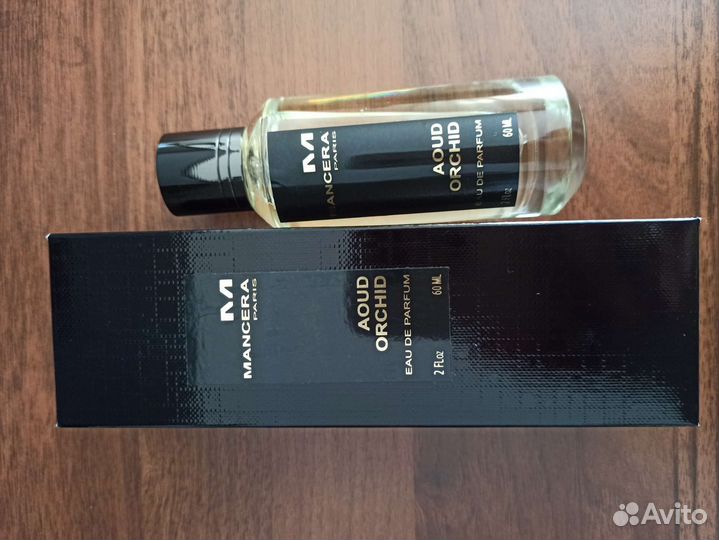 M
MANCERA
PARIS
AOUD
ORCHID
EAU DE PARFUM
60 ML
M
MANCERA
PARIS
AOUD
ORCHID
EAU DE PARFUM
2 FL.oz
60 ML
Avito